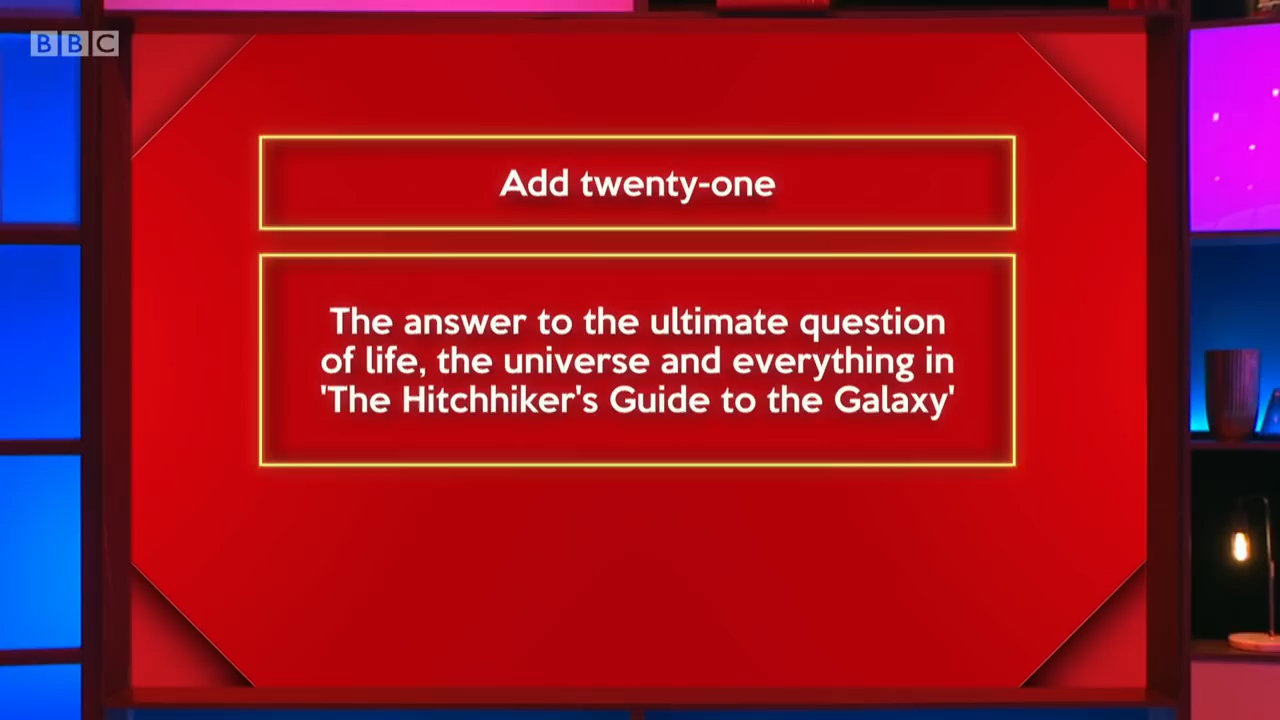 BBC
Add twenty-one
The answer to the ultimate question
of life, the universe and everything in
'The Hitchhiker's Guide to the Galaxy'